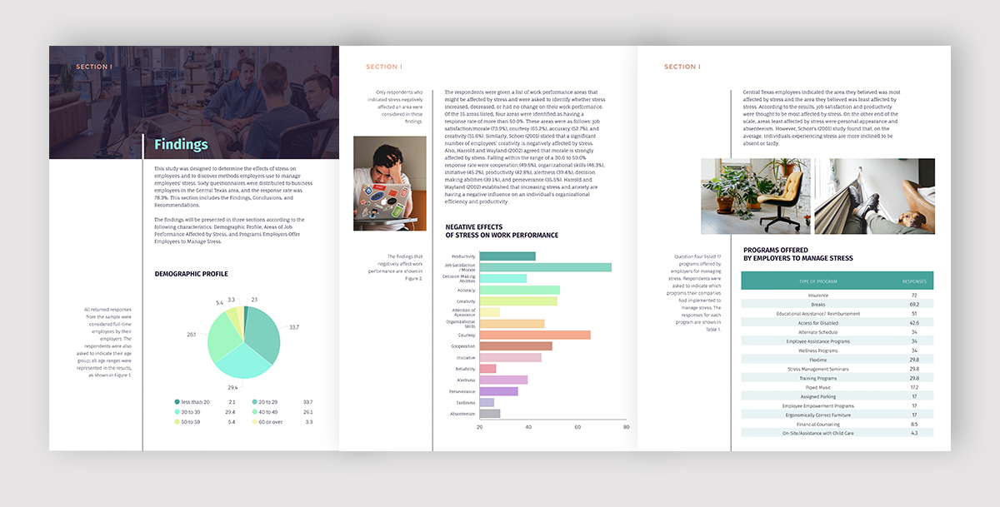 SECTION I
Findings
This study was designed to determine the effects of stress on
employees and to discover methods employers use to manage
employees' stress. Sixty questionnaires were distributed to business
employees in the Central Texas area, and the response rate was
78.3%. This section includes the Findings, Conclusions, and
Recommendations.
The findings will be presented in three sections according to the
following characteristics: Demographic Profile, Areas of Job
Performance Affected by Stress, and Programs Employers Offer
Employees to Manage Stress.
DEMOGRAPHIC PROFILE
All returned responses
from the sample were
considered full-time
employees by their
employers. The
respondents were also
asked to indicate their age
group; all age ranges were
represented in the results,
as shown in Figure 1.
5.4 3.3 2.1
33.7
26.1
29.4
less than 20 2.1 20 to 29 33.7
30 to 39 29.4 40 to 49 26.1
50 to 59 5.4 60 or over 3.3
SECTION I
Only respondents who
indicated stress negatively
affected an area were
considered in these
findings.
The respondents were given a list of work performance areas that
might be affected by stress and were asked to identify whether stress
increased, decreased, or had no change on their work performance.
Of the 15 areas listed, four areas were identified as having a
response rate of more than 50.0%. These areas were as follows: job
satisfaction/morale (73.9%), courtesy (65.2%), accuracy (52.7%), and
creativity (51.6%). Similarly, Schorr (2001) stated that a significant
number of employees' creativity is negatively affected by stress.
Also, Harrold and Wayland (2002) agreed that morale is strongly
affected by stress. Falling within the range of a 30.0 to 50.0%
response rate were cooperation (49.5%), organizational skills (46.3%),
initiative (45.2%), productivity (42.8%), alertness (39.4%), decision
making abilities (39.1%), and perseverance (35.5%). Harrold and
Wayland (2002) established that increasing stress and anxiety are
having a negative influence on an individual's organizational
efficiency and productivity.
NEGATIVE EFFECTS
OF STRESS ON WORK PERFORMANCE
The findings that
negatively affect work
performance are shown in
Figure 2.
Productivity
Job Satisfaction
/ Morale
Decision Making
Abilities
Accuracy
Creativity
Attention of
Apearance
Organizational
Skills
Courtesy
Cooperation
Initiative
Reliability
Alertness
Perseverance
Tardiness
Absenteism
20 40 60 80
SECTION I
Central Texas employees indicated the area they believed was most
affected by stress and the area they believed was least affected by
stress. According to the results, job satisfaction and productivity
were thought to be most affected by stress. On the other end of the
scale, areas least affected by stress were personal appearance and
absenteeism. However, Schorr's (2001) study found that, on the
average, individuals experiencing stress are more inclined to be
absent or tardy.
Question four listed 17
programs offered by
employers for managing
stress. Respondents were
asked to indicate which
programs their companies
had implemented to
manage stress. The
responses for each
program are shown in
Table 1.
PROGRAMS OFFERED
BY EMPLOYERS TO MANAGE STRESS
TYPE OF PROGRAM RESPONSES
Insurance 72
Breaks 69.2
Educational Assistance/ Reimbursement 51
Access for Disabled 42.6
Alternate Schedule 34
Employee Assistance Programs 34
Wellness Programs 34
Flextime 29.8
Stress Management Seminars 29.8
Training Programs 29.8
Piped Music 17.2
Assigned Parking 17
Employee Empowerment Programs 17
Ergonomically Correct Furniture 17
Financial Counseling 8.5
On-Site/Assistance with Child Care 4.3